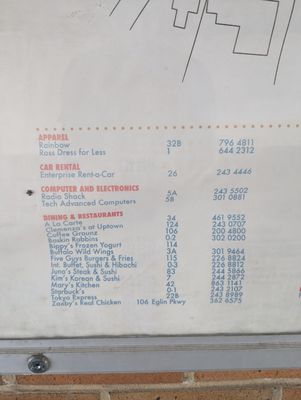 APPAREL
Rainbow 32B 796 4811
Ross Dress for Less 1 644 2312
CAR RENTAL
Enterprise Rent-a-Car 26 243 4446
COMPUTER AND ELECTRONICS
Radio Shack 5A 243 5502
Tech Advanced Computers 5B 301 0881
DINING & RESTAURANTS
A La Carte 34 461 9552
Clemenza's at Uptown 124 243 0707
Coffee Grounz 106 200 4800
Baskin Robbins 0-2 302 0200
Bigpy's Frozen Yogurt 114
Buffalo Wild Wings 3A 301 9464
Five Guys Burgers & Fries 115 226 8824
Int. Buffet, Sushi & Hibachi 0-3 226 8812
Juno's Steak & Sushi 83 244 5866
Kim's Korean & Sushi 7 244 2872
Mary's Kitchen 42 863 1141
Starbuck's 0-1 243 2107
Tokyo Express 22B 243 8989
Zaxby's Real Chicken 106 Eglin Pkwy 362 6575